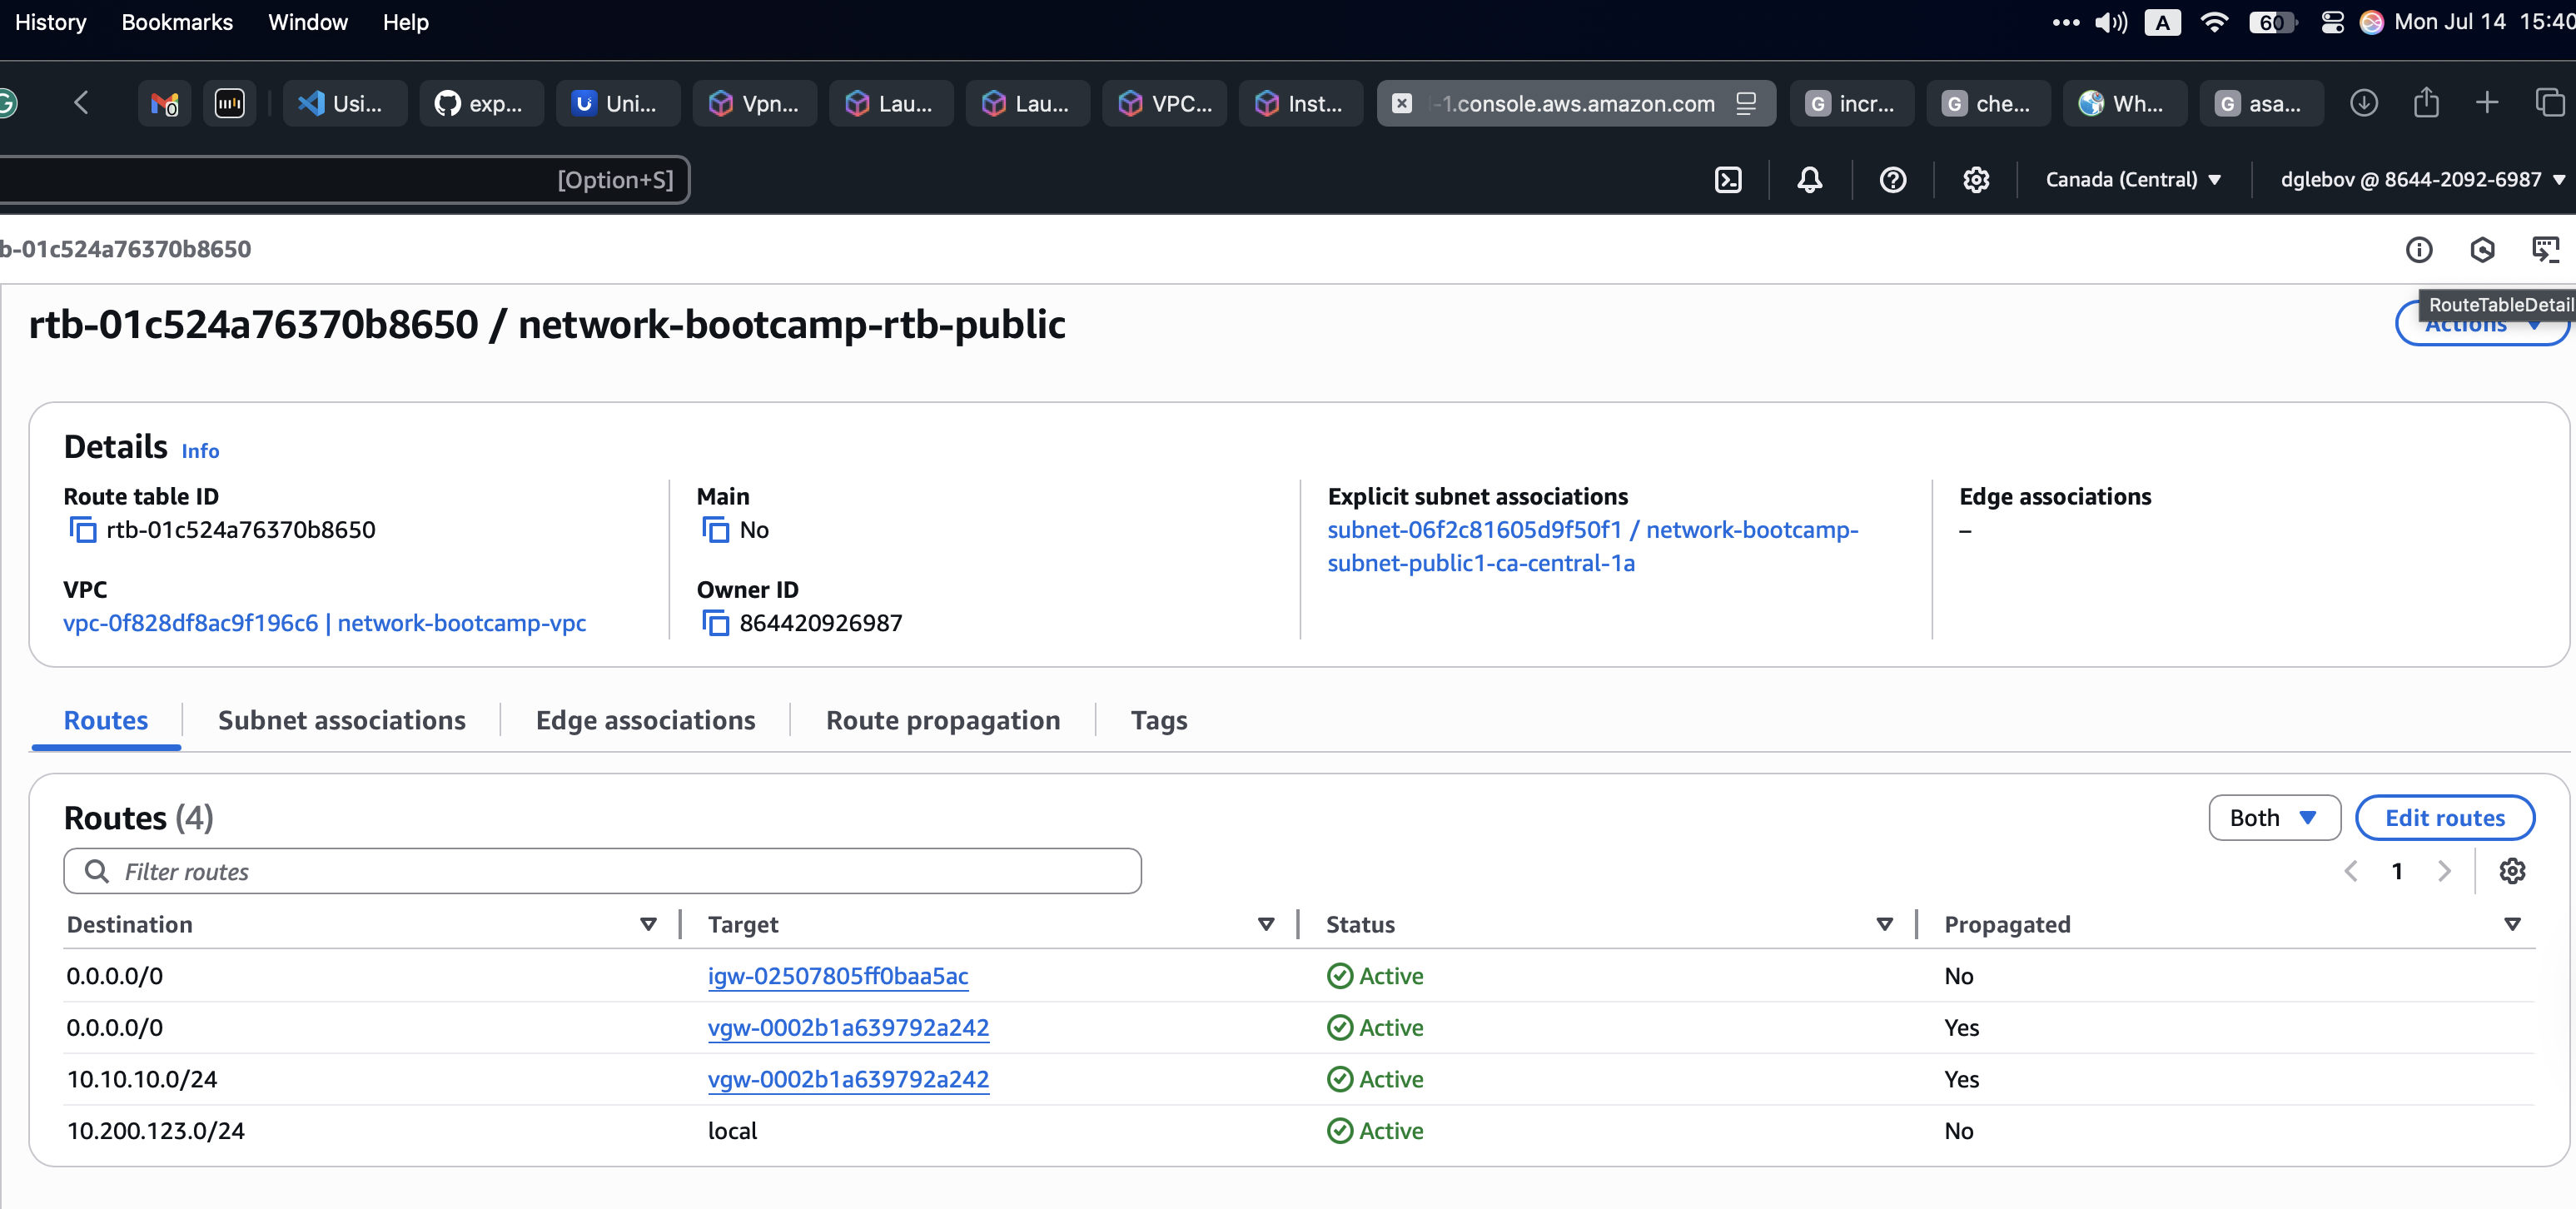 History Bookmarks Window Help
A 60 Mon Jul 14 15:40
0 Usi... exp... Uni... Vpn... Lau... Lau... VPC... Inst... -1.console.aws.amazon.com G incr... G che... Wh... G asa...
[Option+S] Canada (Central) dglebov @ 8644-2092-6987
b-01c524a76370b8650
RouteTableDetail
rtb-01c524a76370b8650 / network-bootcamp-rtb-public
Actions
Details Info
Route table ID
rtb-01c524a76370b8650
VPC
vpc-0f828df8ac9f196c6 | network-bootcamp-vpc
Main
No
Owner ID
864420926987
Explicit subnet associations
subnet-06f2c81605d9f50f1 / network-bootcamp-
subnet-public1-ca-central-1a
Edge associations
–
Routes Subnet associations Edge associations Route propagation Tags
Routes (4)
Both Edit routes
Filter routes
1
Destination Target Status Propagated
0.0.0.0/0 igw-02507805ff0baa5ac Active No
0.0.0.0/0 vgw-0002b1a639792a242 Active Yes
10.10.10.0/24 vgw-0002b1a639792a242 Active Yes
10.200.123.0/24 local Active No